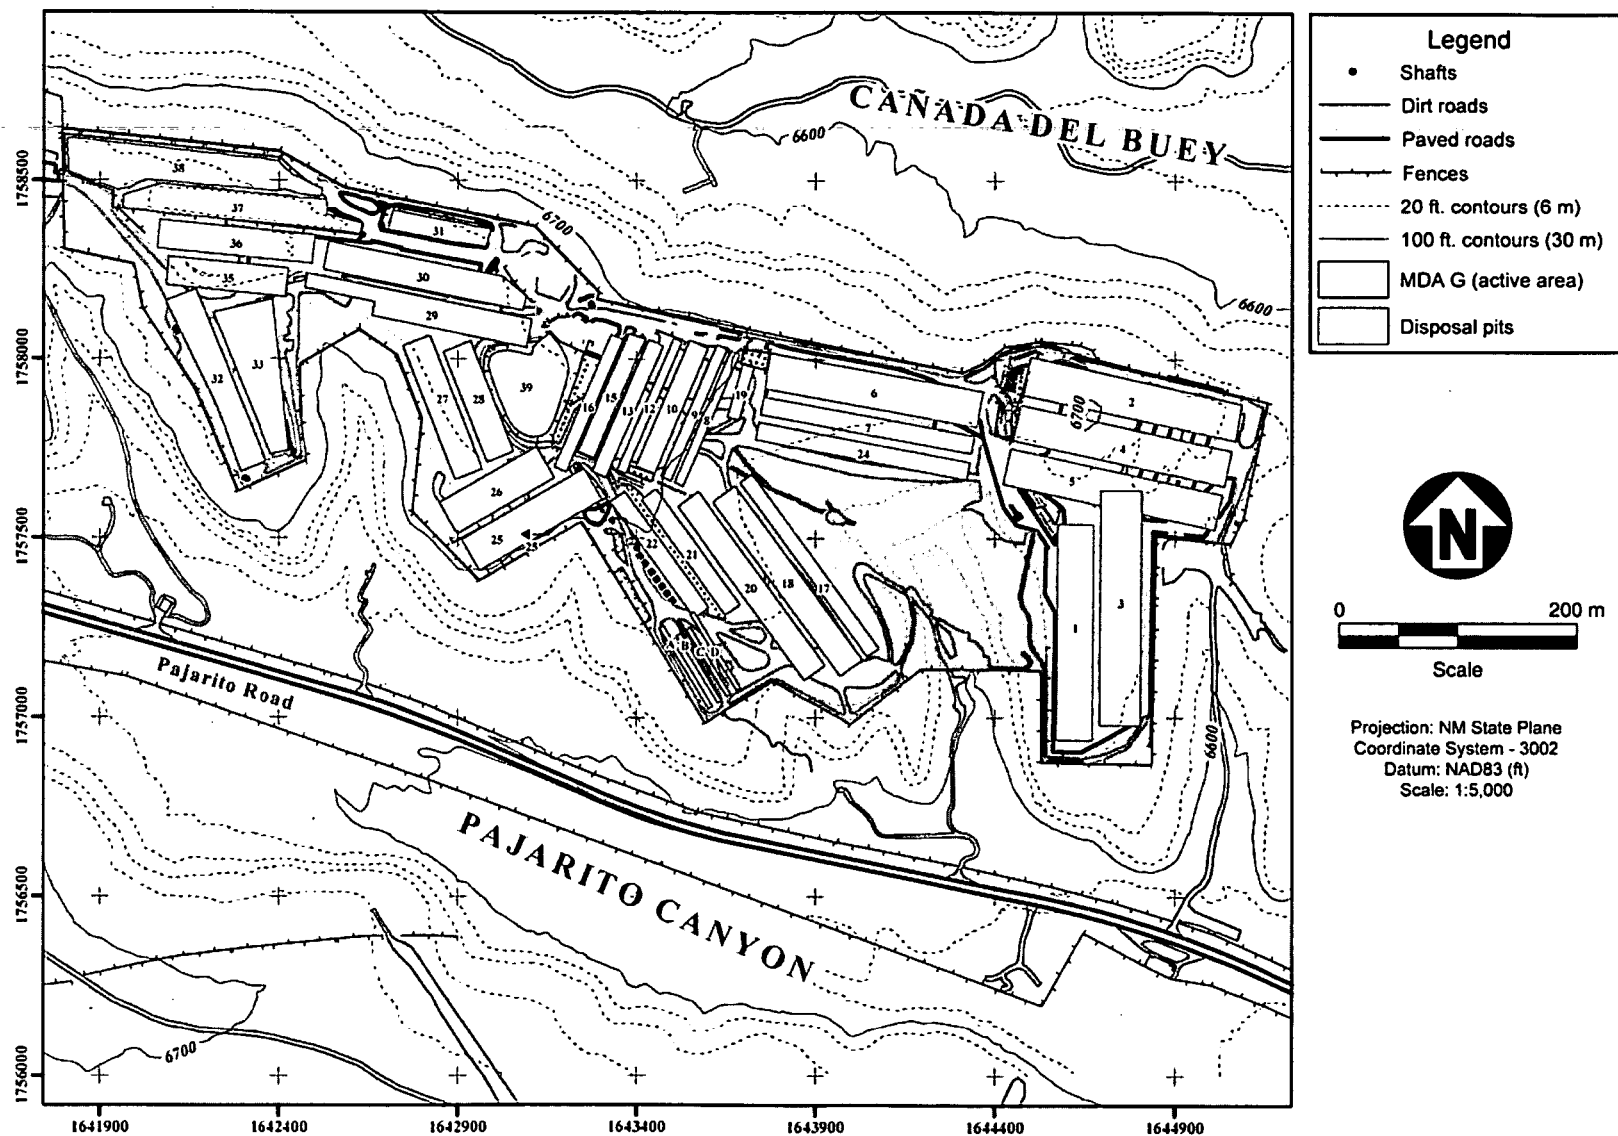 CAÑADA DEL BUEY
6600
6700
6600
38
37
31
36
30
35
29
33
32
27
28
39
16
15
13
12
10
9
8
19
6
7
24
2
6700
4
5
26
25
23
22
21
20
18
17
1
3
A B C D
6600
Pajarito Road
PAJARITO CANYON
6700
1758500
1758000
1757500
1757000
1756500
1756000
1641900
1642400
1642900
1643400
1643900
1644400
1644900
Legend
Shafts
Dirt roads
Paved roads
Fences
20 ft. contours (6 m)
100 ft. contours (30 m)
MDA G (active area)
Disposal pits
N
0 200 m
Scale
Projection: NM State Plane
Coordinate System - 3002
Datum: NAD83 (ft)
Scale: 1:5,000